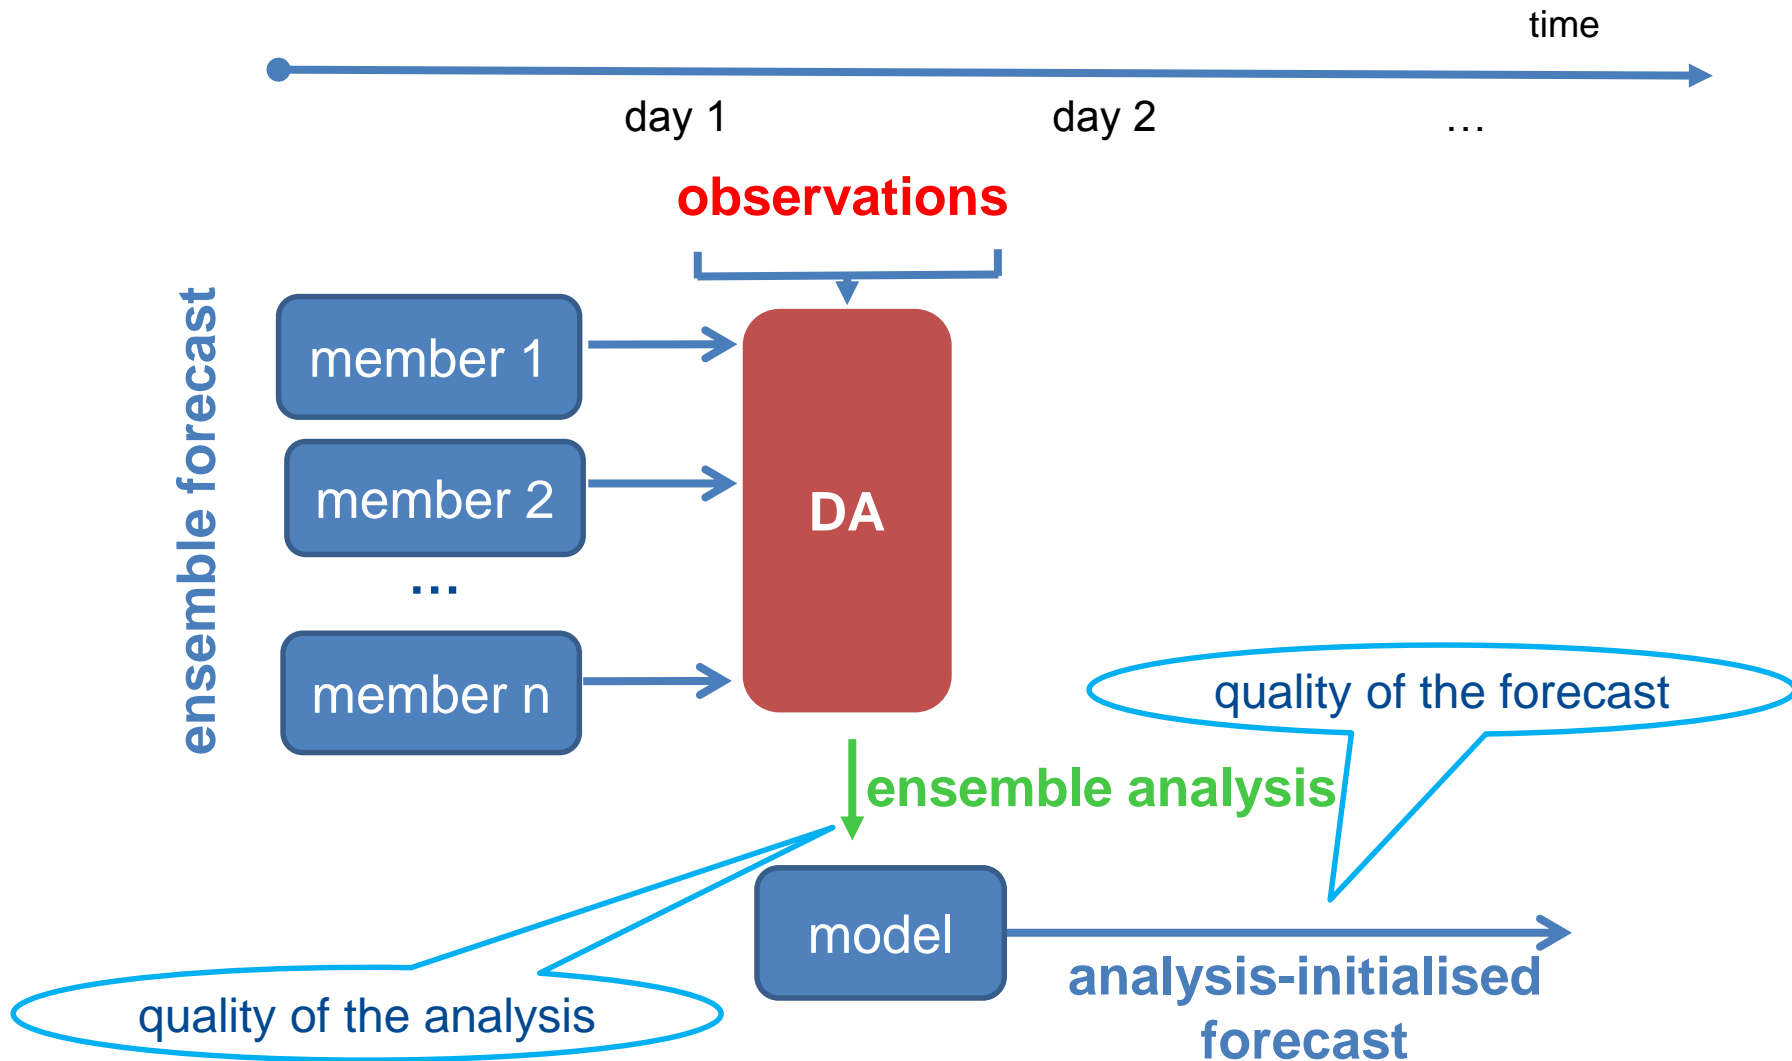 time
day 1
day 2
…
observations
ensemble forecast
member 1
member 2
…
member n
DA
quality of the forecast
ensemble analysis
model
analysis-initialised
forecast
quality of the analysis